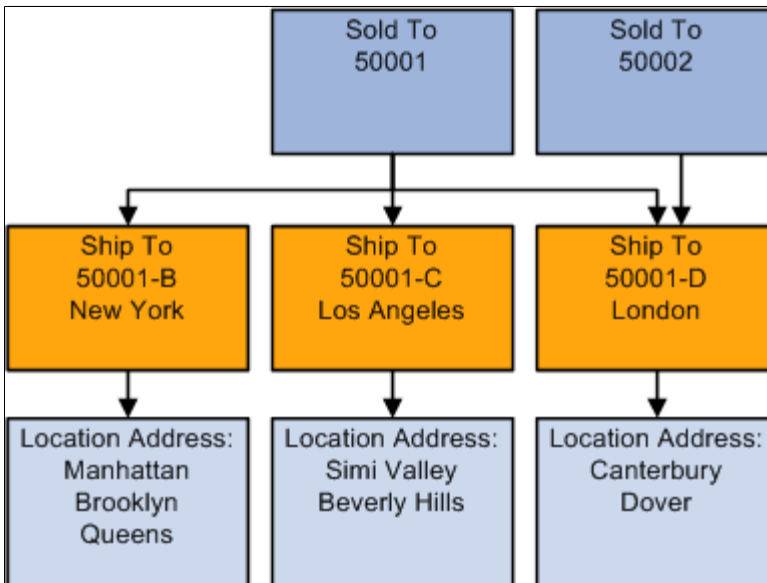 Sold To
50001
Sold To
50002
Ship To
50001-B
New York
Ship To
50001-C
Los Angeles
Ship To
50001-D
London
Location Address:
Manhattan
Brooklyn
Queens
Location Address:
Simi Valley
Beverly Hills
Location Address:
Canterbury
Dover